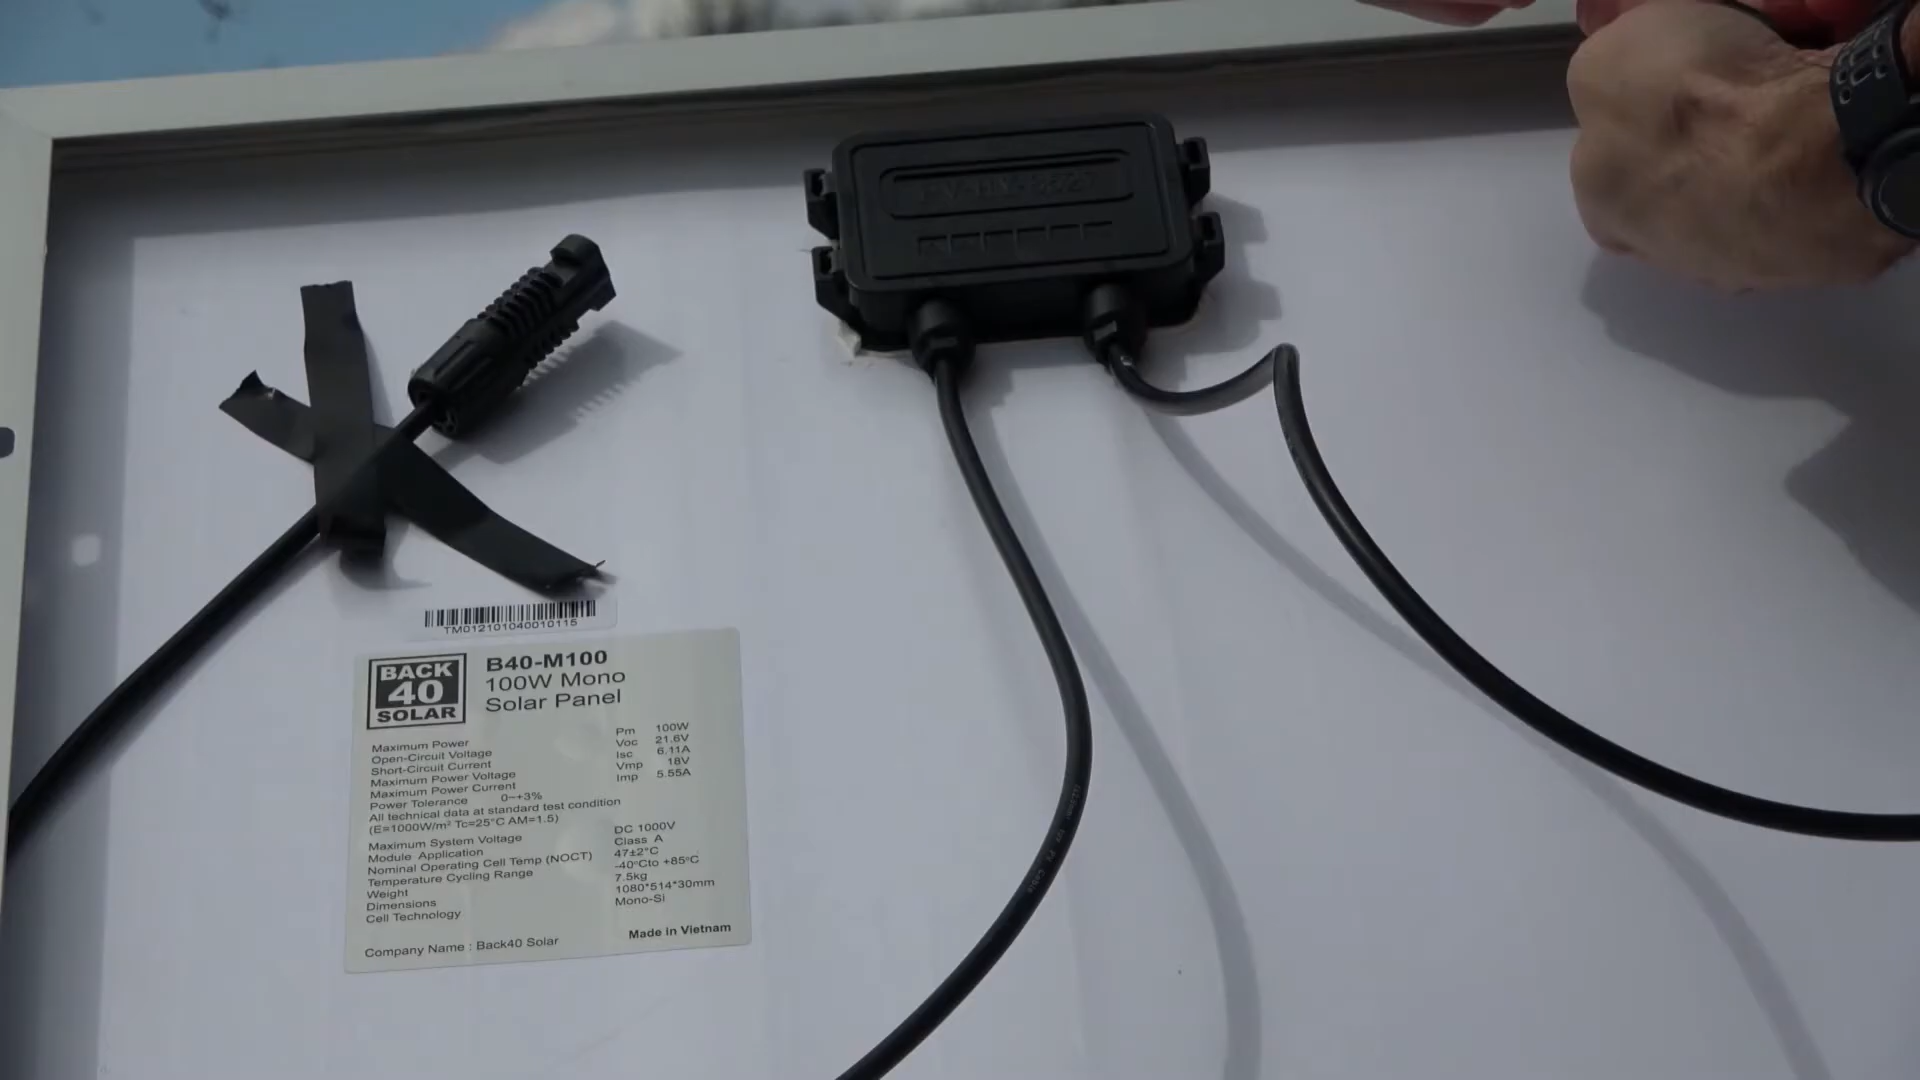 TM012101040010115
BACK
40
SOLAR
B40-M100
100W Mono
Solar Panel
Maximum Power Pm 100W
Open-Circuit Voltage Voc 21.6V
Short-Circuit Current Isc 6.11A
Maximum Power Voltage Vmp 18V
Maximum Power Current Imp 5.55A
Power Tolerance 0~+3%
All technical data at standard test condition
(E=1000W/m² Tc=25°C AM=1.5)
Maximum System Voltage DC 1000V
Module Application Class A
Nominal Operating Cell Temp (NOCT) 47±2°C
Temperature Cycling Range -40°Cto +85°C
Weight 7.5kg
Dimensions 1080*514*30mm
Cell Technology Mono-Si
Company Name : Back40 Solar
Made in Vietnam
PV Cable